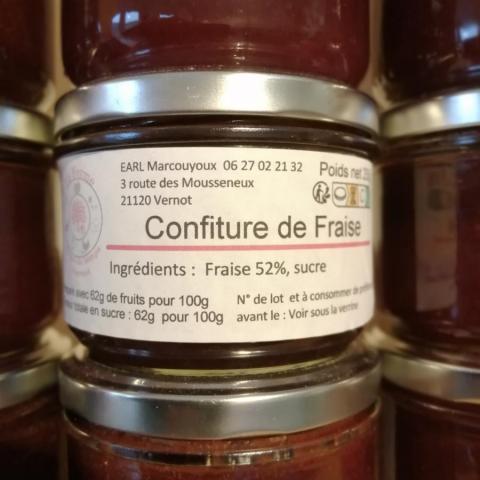 EARL Marcouyoux 06 27 02 21 32
Poids net
3 route des Mousseneux
21120 Vernot
Confiture de Fraise
Ingrédients : Fraise 52%, sucre
avec 62g de fruits pour 100g
totale en sucre : 62g pour 100g
N° de lot et à consommer de
avant le : Voir sous la verrine